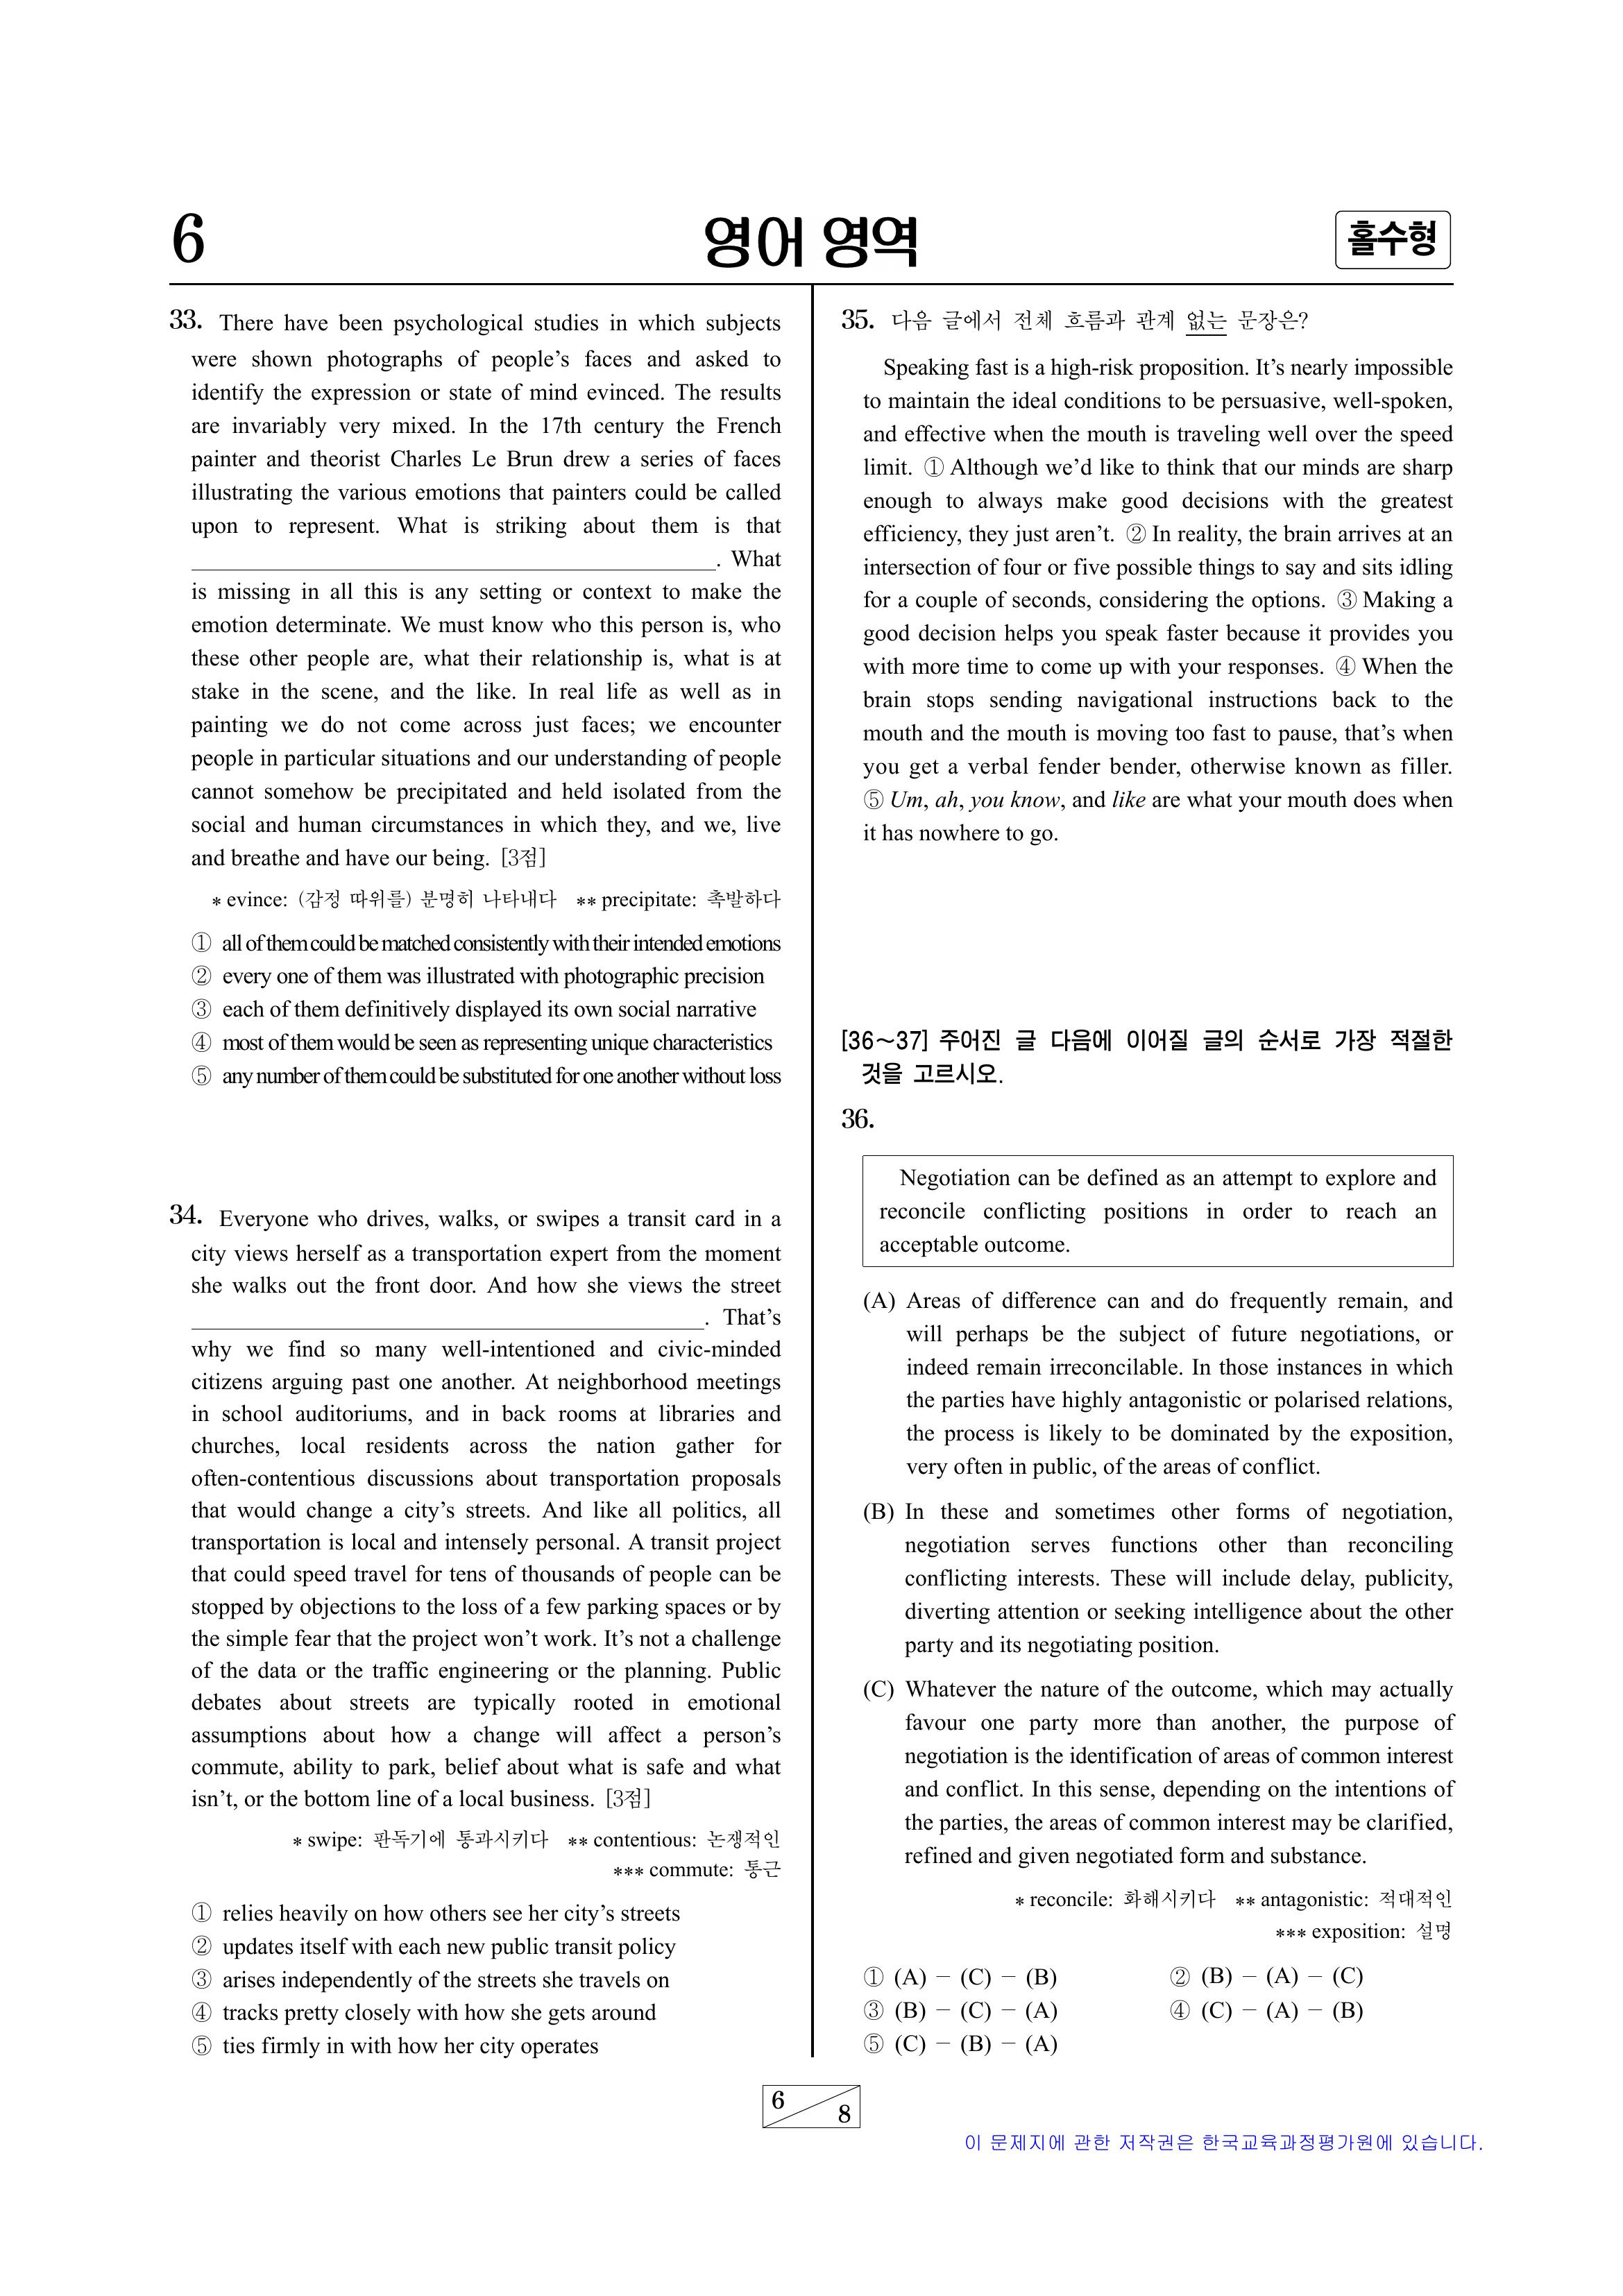 6
영어 영역
홀수형
33. There have been psychological studies in which subjects
were shown photographs of people's faces and asked to
identify the expression or state of mind evinced. The results
are invariably very mixed. In the 17th century the French
painter and theorist Charles Le Brun drew a series of faces
illustrating the various emotions that painters could be called
upon to represent. What is striking about them is that
______________________________. What
is missing in all this is any setting or context to make the
emotion determinate. We must know who this person is, who
these other people are, what their relationship is, what is at
stake in the scene, and the like. In real life as well as in
painting we do not come across just faces; we encounter
people in particular situations and our understanding of people
cannot somehow be precipitated and held isolated from the
social and human circumstances in which they, and we, live
and breathe and have our being. [3점]
* evince: (감정 따위를) 분명히 나타내다 ** precipitate: 촉발하다
① all of them could be matched consistently with their intended emotions
② every one of them was illustrated with photographic precision
③ each of them definitively displayed its own social narrative
④ most of them would be seen as representing unique characteristics
⑤ any number of them could be substituted for one another without loss
34. Everyone who drives, walks, or swipes a transit card in a
city views herself as a transportation expert from the moment
she walks out the front door. And how she views the street
______________________________. That's
why we find so many well-intentioned and civic-minded
citizens arguing past one another. At neighborhood meetings
in school auditoriums, and in back rooms at libraries and
churches, local residents across the nation gather for
often-contentious discussions about transportation proposals
that would change a city's streets. And like all politics, all
transportation is local and intensely personal. A transit project
that could speed travel for tens of thousands of people can be
stopped by objections to the loss of a few parking spaces or by
the simple fear that the project won't work. It's not a challenge
of the data or the traffic engineering or the planning. Public
debates about streets are typically rooted in emotional
assumptions about how a change will affect a person's
commute, ability to park, belief about what is safe and what
isn't, or the bottom line of a local business. [3점]
* swipe: 판독기에 통과시키다 ** contentious: 논쟁적인
*** commute: 통근
① relies heavily on how others see her city's streets
② updates itself with each new public transit policy
③ arises independently of the streets she travels on
④ tracks pretty closely with how she gets around
⑤ ties firmly in with how her city operates
35. 다음 글에서 전체 흐름과 관계 없는 문장은?
Speaking fast is a high-risk proposition. It's nearly impossible
to maintain the ideal conditions to be persuasive, well-spoken,
and effective when the mouth is traveling well over the speed
limit. ① Although we'd like to think that our minds are sharp
enough to always make good decisions with the greatest
efficiency, they just aren't. ② In reality, the brain arrives at an
intersection of four or five possible things to say and sits idling
for a couple of seconds, considering the options. ③ Making a
good decision helps you speak faster because it provides you
with more time to come up with your responses. ④ When the
brain stops sending navigational instructions back to the
mouth and the mouth is moving too fast to pause, that's when
you get a verbal fender bender, otherwise known as filler.
⑤ Um, ah, you know, and like are what your mouth does when
it has nowhere to go.
[36~37] 주어진 글 다음에 이어질 글의 순서로 가장 적절한
것을 고르시오.
36.
Negotiation can be defined as an attempt to explore and
reconcile conflicting positions in order to reach an
acceptable outcome.
(A) Areas of difference can and do frequently remain, and
will perhaps be the subject of future negotiations, or
indeed remain irreconcilable. In those instances in which
the parties have highly antagonistic or polarised relations,
the process is likely to be dominated by the exposition,
very often in public, of the areas of conflict.
(B) In these and sometimes other forms of negotiation,
negotiation serves functions other than reconciling
conflicting interests. These will include delay, publicity,
diverting attention or seeking intelligence about the other
party and its negotiating position.
(C) Whatever the nature of the outcome, which may actually
favour one party more than another, the purpose of
negotiation is the identification of areas of common interest
and conflict. In this sense, depending on the intentions of
the parties, the areas of common interest may be clarified,
refined and given negotiated form and substance.
* reconcile: 화해시키다 ** antagonistic: 적대적인
*** exposition: 설명
① (A) - (C) - (B) ② (B) - (A) - (C)
③ (B) - (C) - (A) ④ (C) - (A) - (B)
⑤ (C) - (B) - (A)
6
8
이 문제지에 관한 저작권은 한국교육과정평가원에 있습니다.